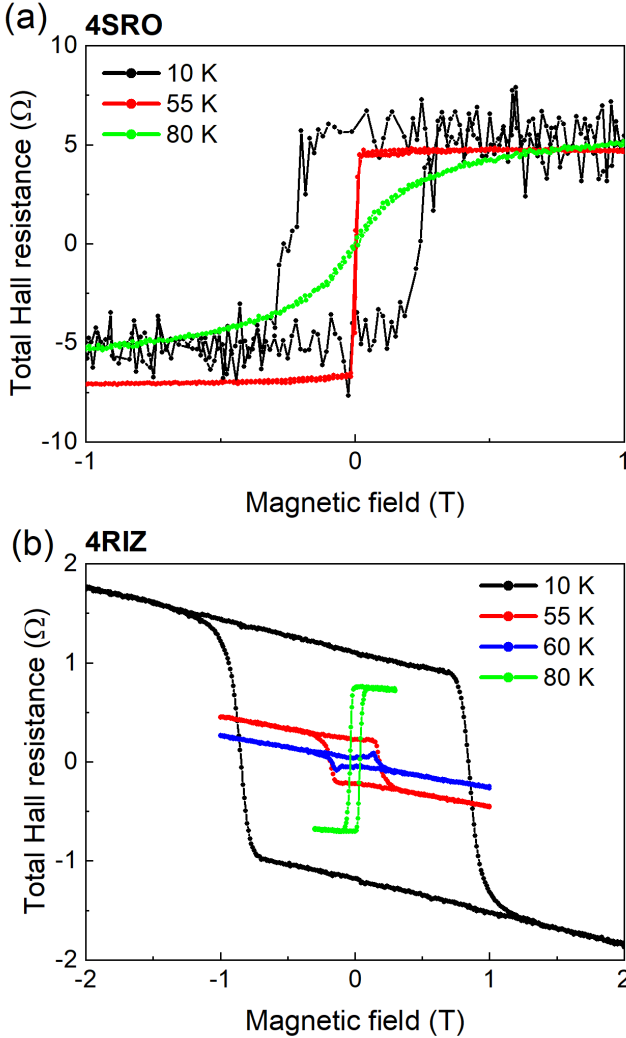 (a) 4SRO
10
5
0
-5
-10
Total Hall resistance (Ω)
10 K
55 K
80 K
-1
0
1
Magnetic field (T)
(b) 4RIZ
2
1
0
-1
-2
Total Hall resistance (Ω)
10 K
55 K
60 K
80 K
-2
-1
0
1
2
Magnetic field (T)